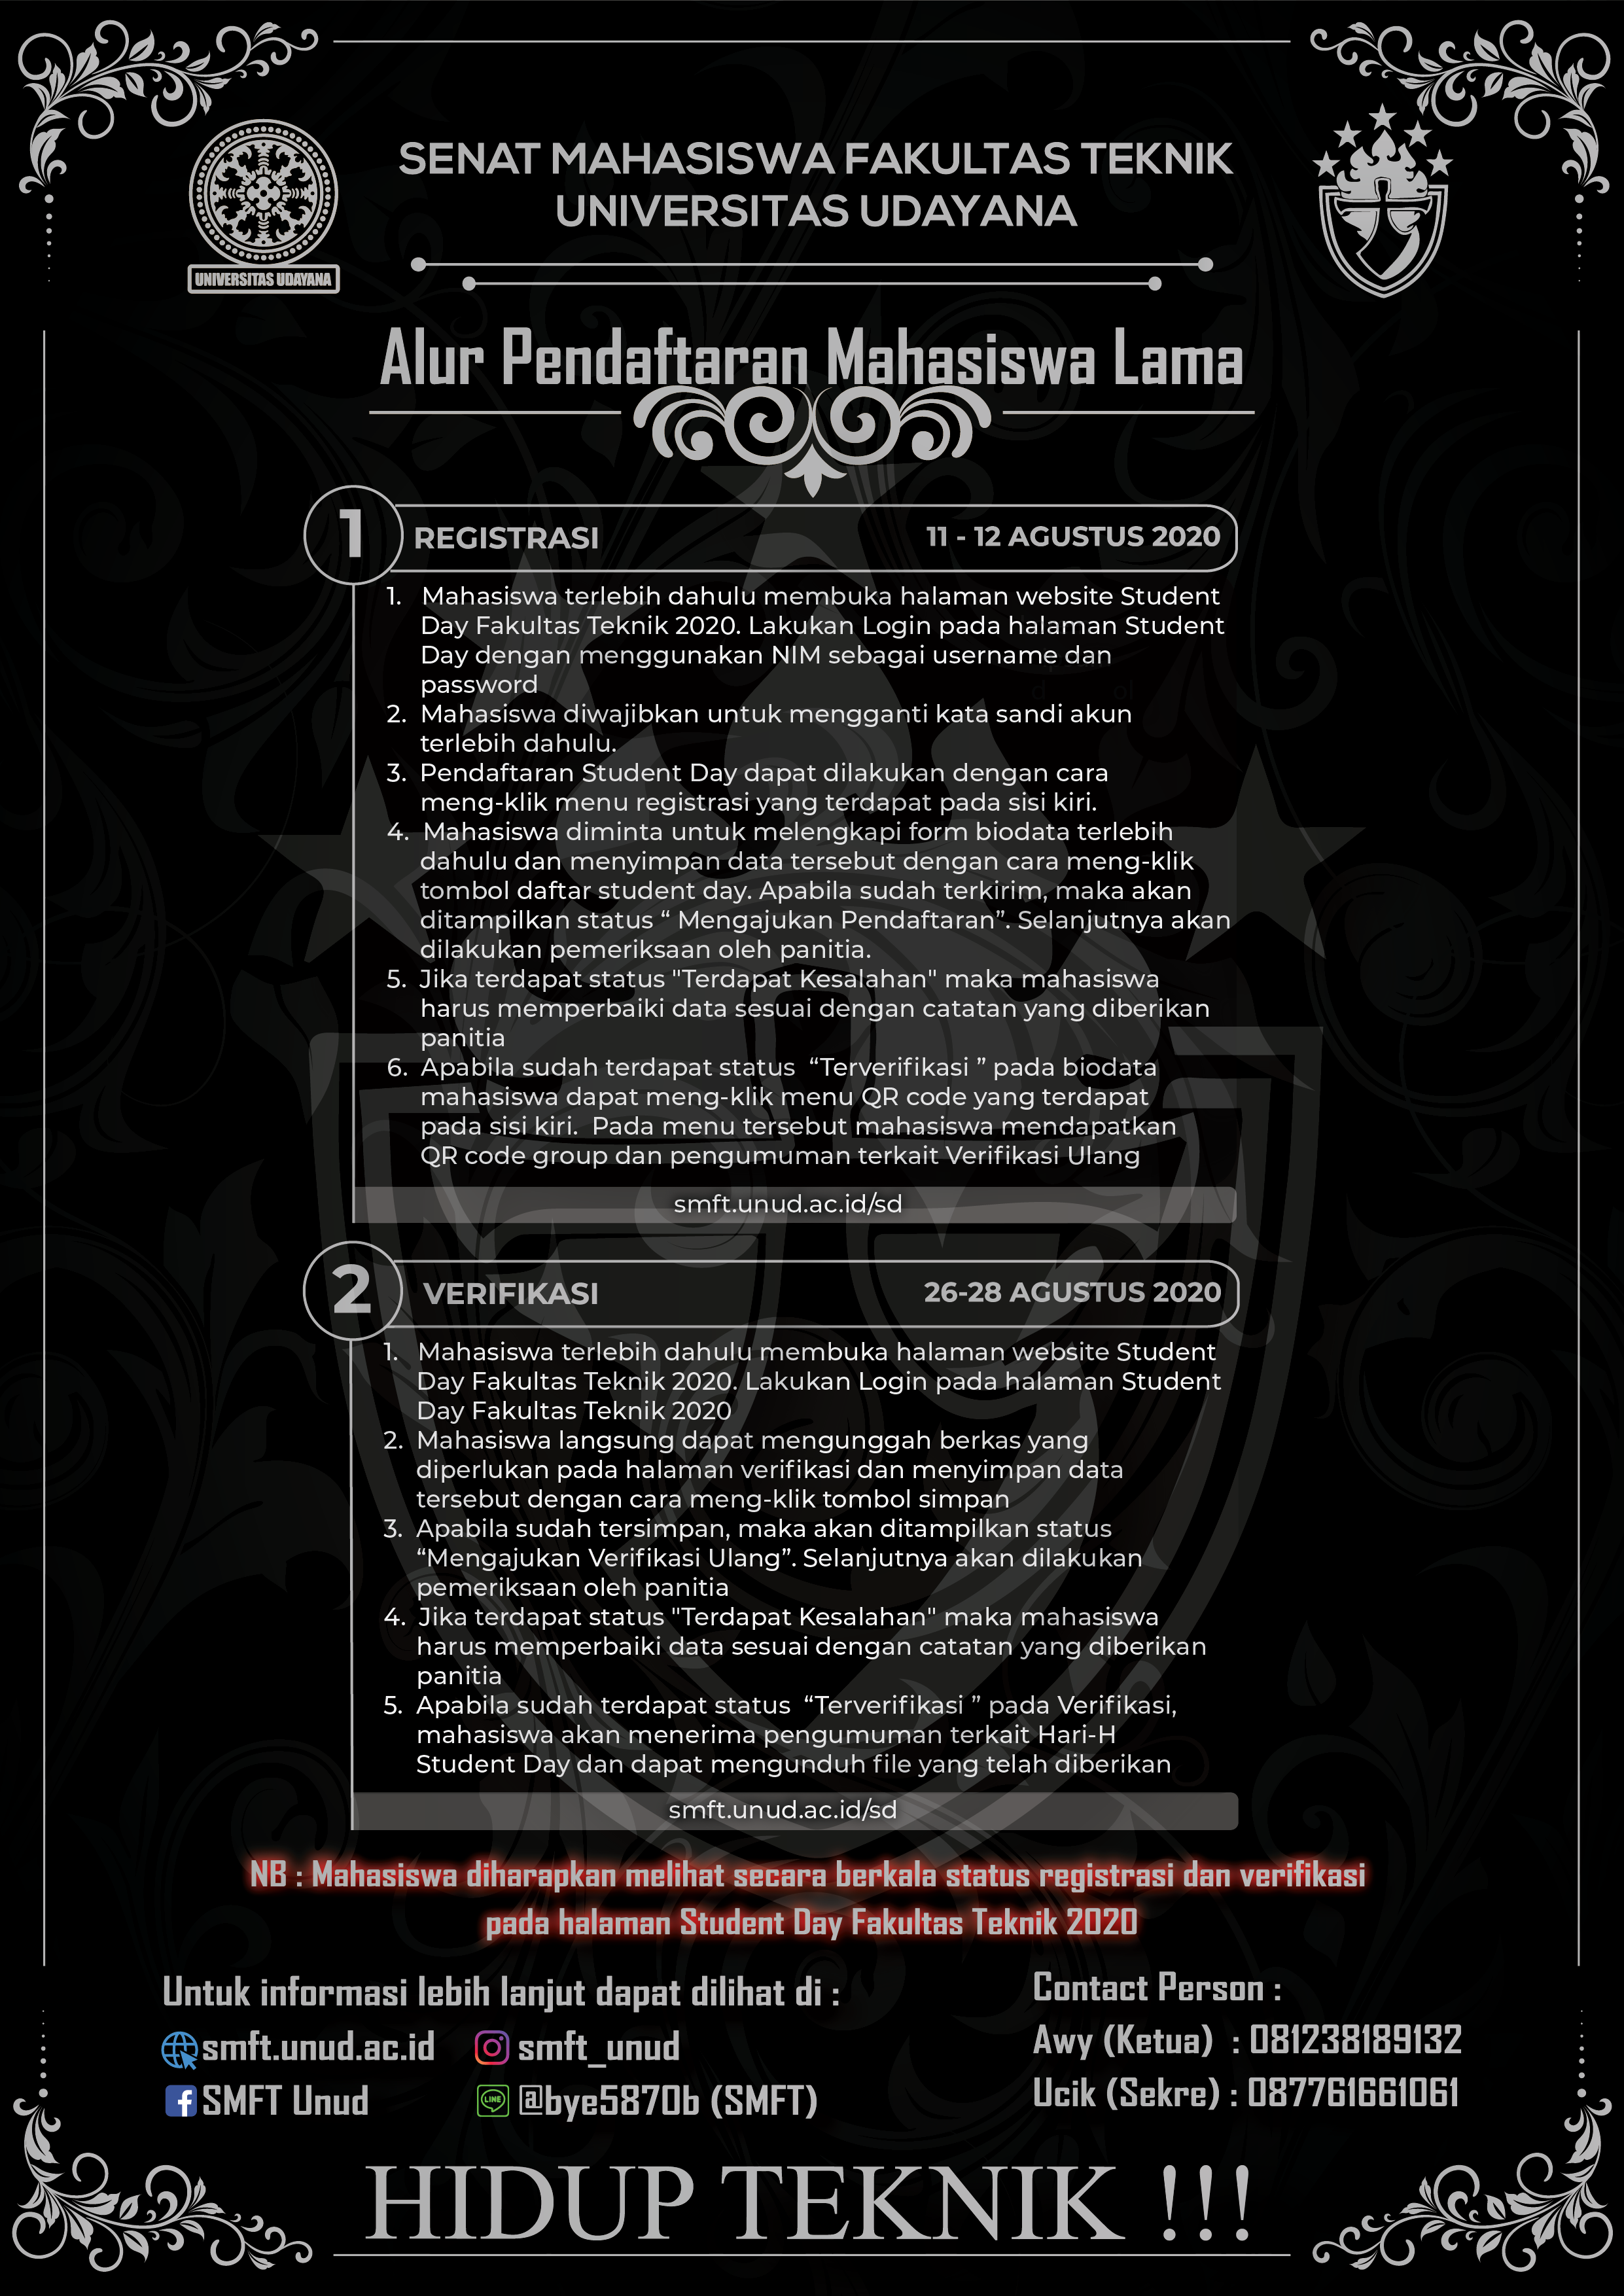 SENAT MAHASISWA FAKULTAS TEKNIK
UNIVERSITAS UDAYANA
UNIVERSITAS UDAYANA
Alur Pendaftaran Mahasiswa Lama
1 REGISTRASI 11 - 12 AGUSTUS 2020
1. Mahasiswa terlebih dahulu membuka halaman website Student
Day Fakultas Teknik 2020. Lakukan Login pada halaman Student
Day dengan menggunakan NIM sebagai username dan
password
2. Mahasiswa diwajibkan untuk mengganti kata sandi akun
terlebih dahulu.
3. Pendaftaran Student Day dapat dilakukan dengan cara
meng-klik menu registrasi yang terdapat pada sisi kiri.
4. Mahasiswa diminta untuk melengkapi form biodata terlebih
dahulu dan menyimpan data tersebut dengan cara meng-klik
tombol daftar student day. Apabila sudah terkirim, maka akan
ditampilkan status “ Mengajukan Pendaftaran”. Selanjutnya akan
dilakukan pemeriksaan oleh panitia.
5. Jika terdapat status "Terdapat Kesalahan" maka mahasiswa
harus memperbaiki data sesuai dengan catatan yang diberikan
panitia
6. Apabila sudah terdapat status “Terverifikasi ” pada biodata
mahasiswa dapat meng-klik menu QR code yang terdapat
pada sisi kiri. Pada menu tersebut mahasiswa mendapatkan
QR code group dan pengumuman terkait Verifikasi Ulang
smft.unud.ac.id/sd
2 VERIFIKASI 26-28 AGUSTUS 2020
1. Mahasiswa terlebih dahulu membuka halaman website Student
Day Fakultas Teknik 2020. Lakukan Login pada halaman Student
Day Fakultas Teknik 2020
2. Mahasiswa langsung dapat mengunggah berkas yang
diperlukan pada halaman verifikasi dan menyimpan data
tersebut dengan cara meng-klik tombol simpan
3. Apabila sudah tersimpan, maka akan ditampilkan status
“Mengajukan Verifikasi Ulang”. Selanjutnya akan dilakukan
pemeriksaan oleh panitia
4. Jika terdapat status "Terdapat Kesalahan" maka mahasiswa
harus memperbaiki data sesuai dengan catatan yang diberikan
panitia
5. Apabila sudah terdapat status “Terverifikasi ” pada Verifikasi,
mahasiswa akan menerima pengumuman terkait Hari-H
Student Day dan dapat mengunduh file yang telah diberikan
smft.unud.ac.id/sd
NB : Mahasiswa diharapkan melihat secara berkala status registrasi dan verifikasi
pada halaman Student Day Fakultas Teknik 2020
Untuk informasi lebih lanjut dapat dilihat di :
smft.unud.ac.id smft_unud
SMFT Unud LINE @bye5870b (SMFT)
Contact Person :
Awy (Ketua) : 081238189132
Ucik (Sekre) : 087761661061
HIDUP TEKNIK !!!